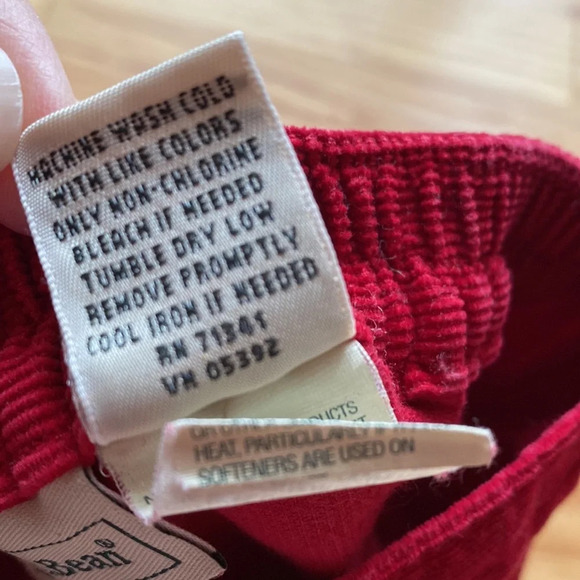 MACHINE WASH COLD
WITH LIKE COLORS
ONLY NON-CHLORINE
BLEACH IF NEEDED
TUMBLE DRY LOW
REMOVE PROMPTLY
COOL IRON IF NEEDED
RN 71341
VN 05392
HEAT, PARTICULARLY
SOFTENERS ARE USED ON
Bean®